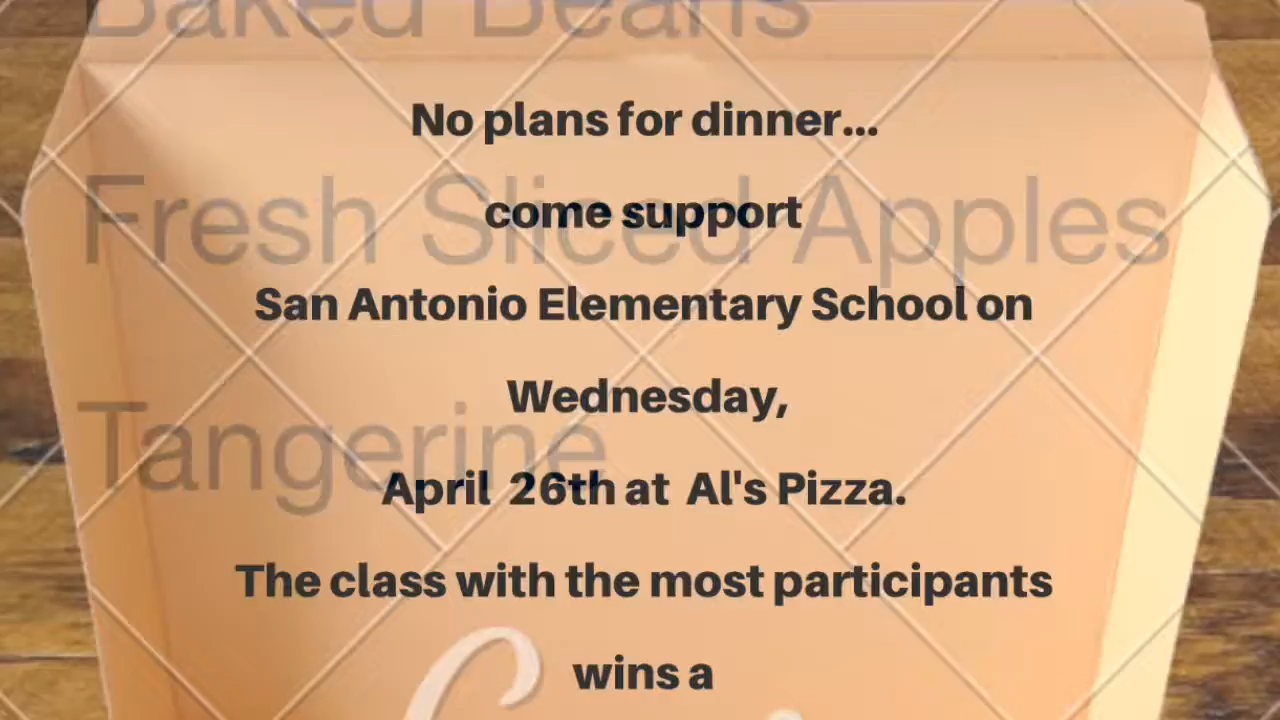 Baked Beans
No plans for dinner...
Fresh Sliced Apples
come support
San Antonio Elementary School on
Wednesday,
Tangerine
April 26th at Al's Pizza.
The class with the most participants
wins a